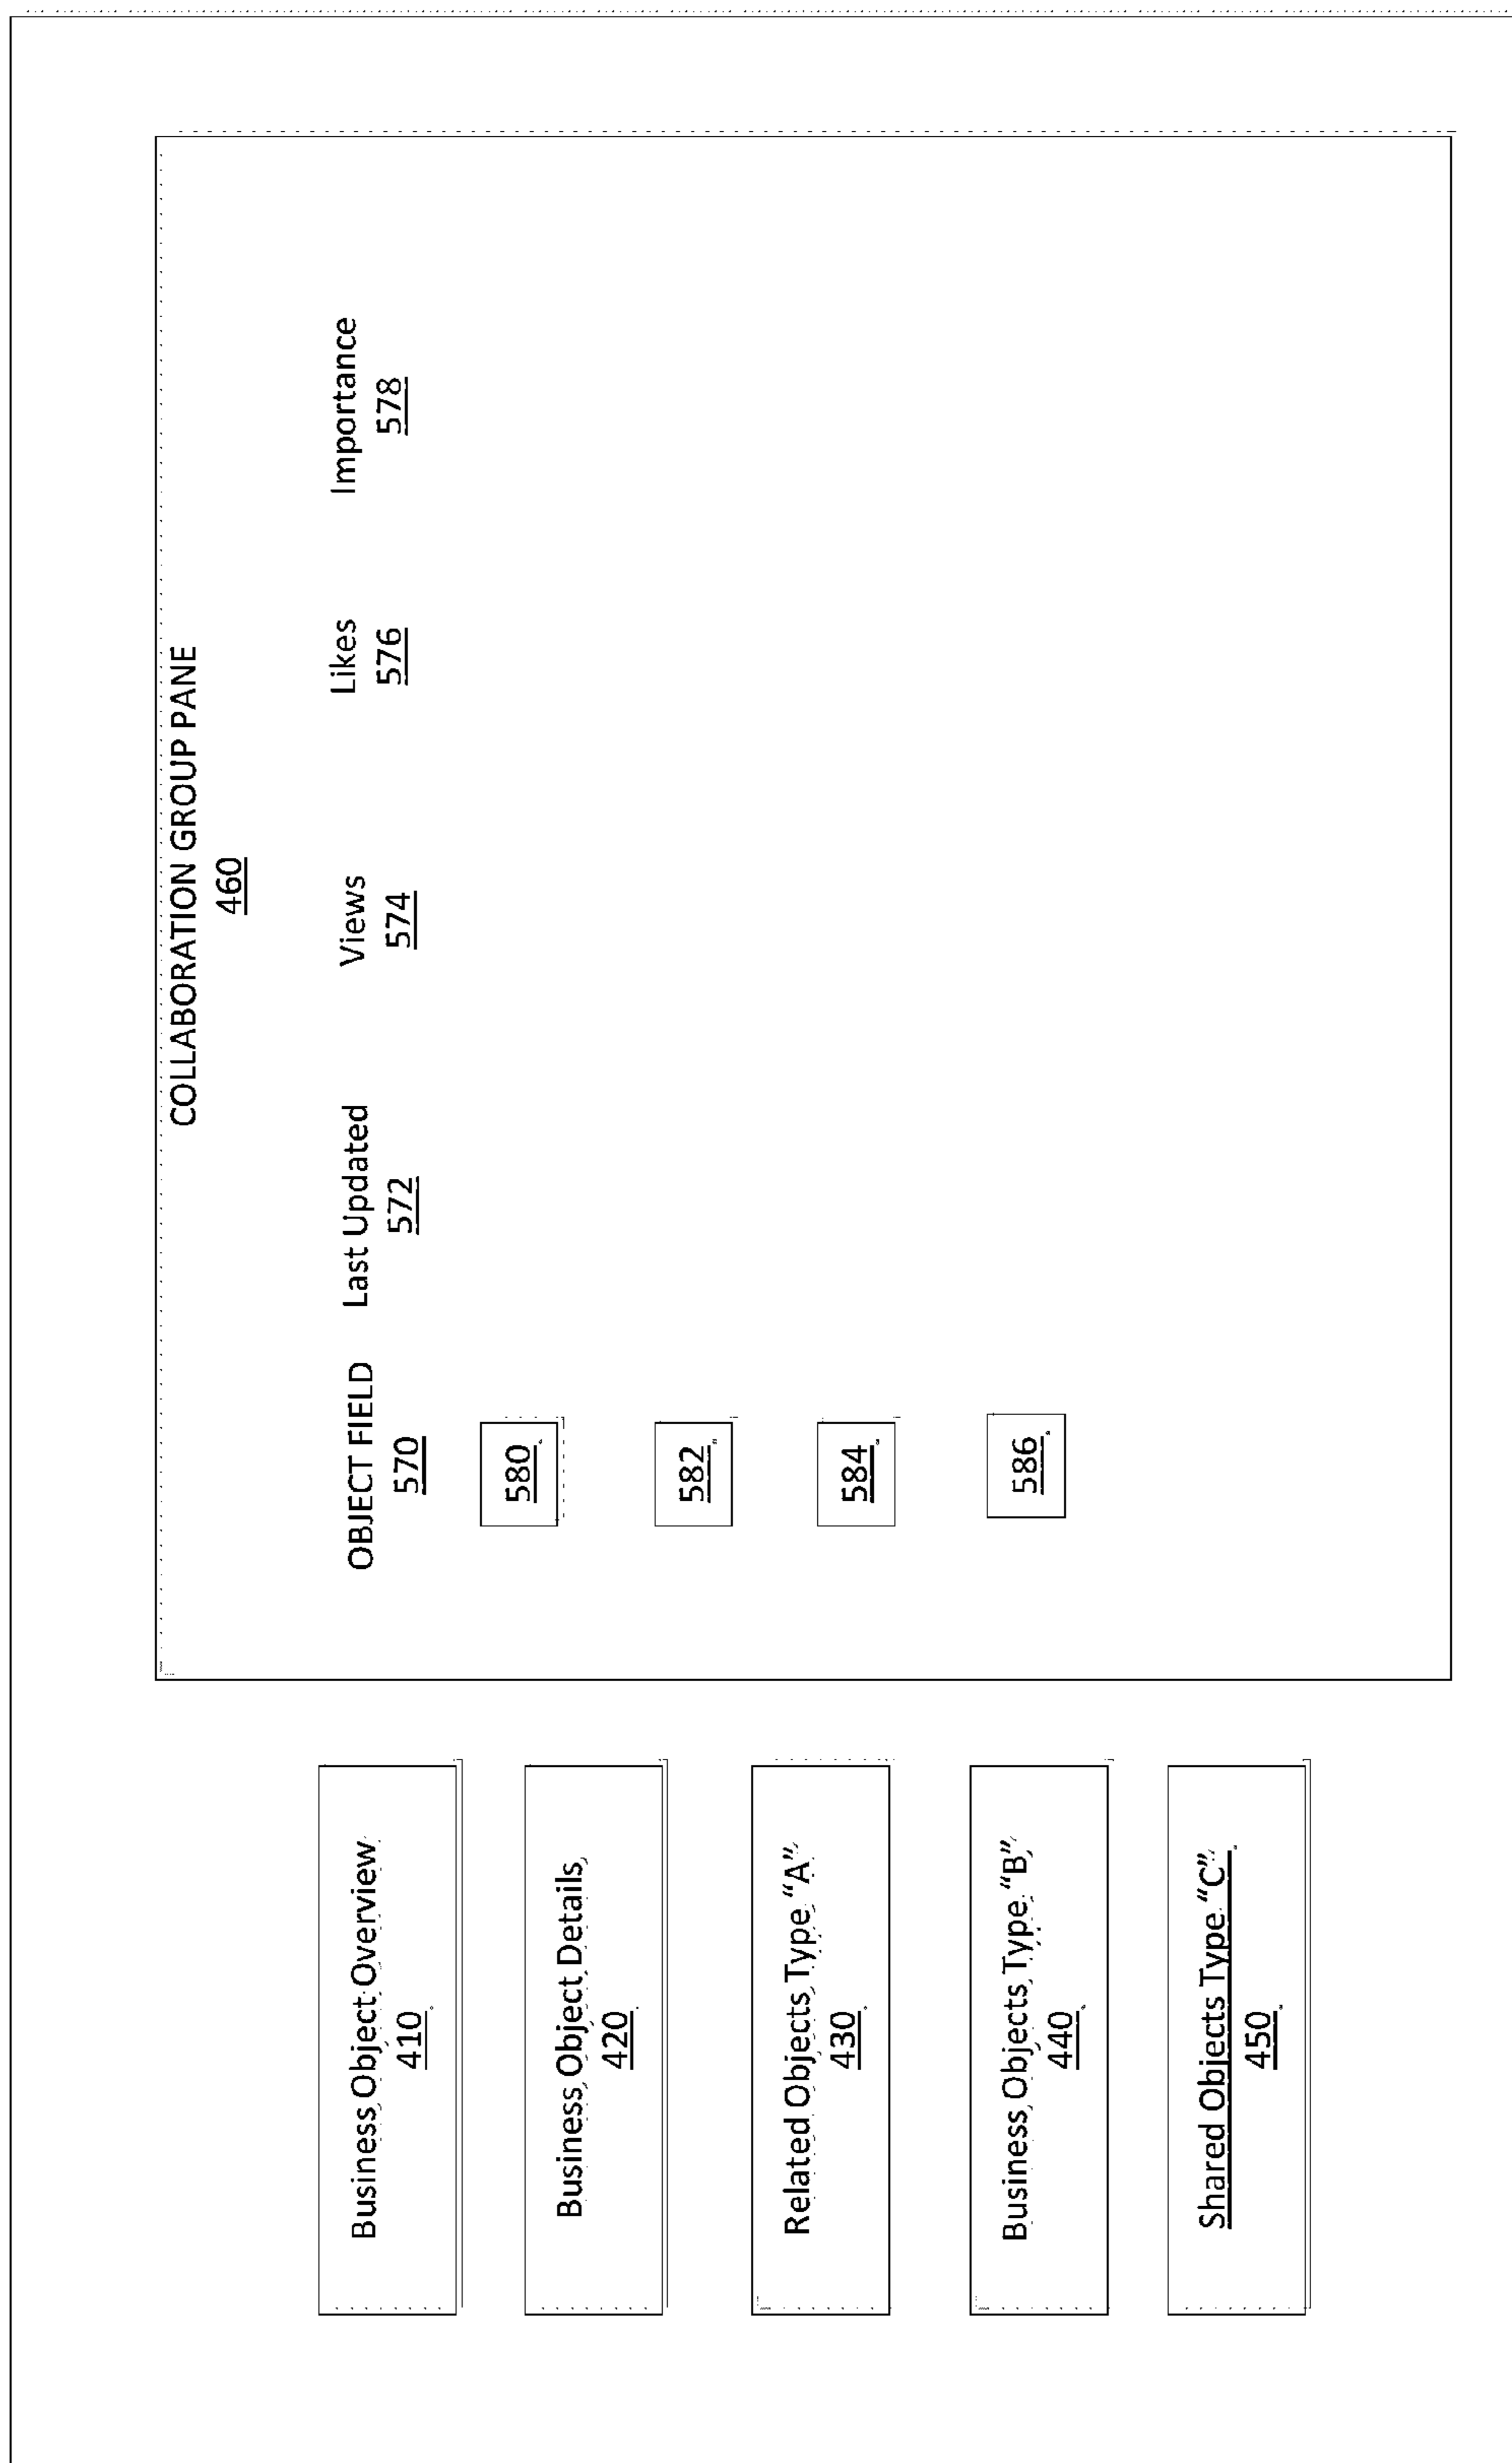 COLLABORATION GROUP PANE
460
Business Object Overview
410
Business Object Details
420
Related Objects Type "A"
430
Business Objects Type "B"
440
Shared Objects Type "C"
450
OBJECT FIELD
570
Last Updated
572
Views
574
Likes
576
Importance
578
580
582
584
586